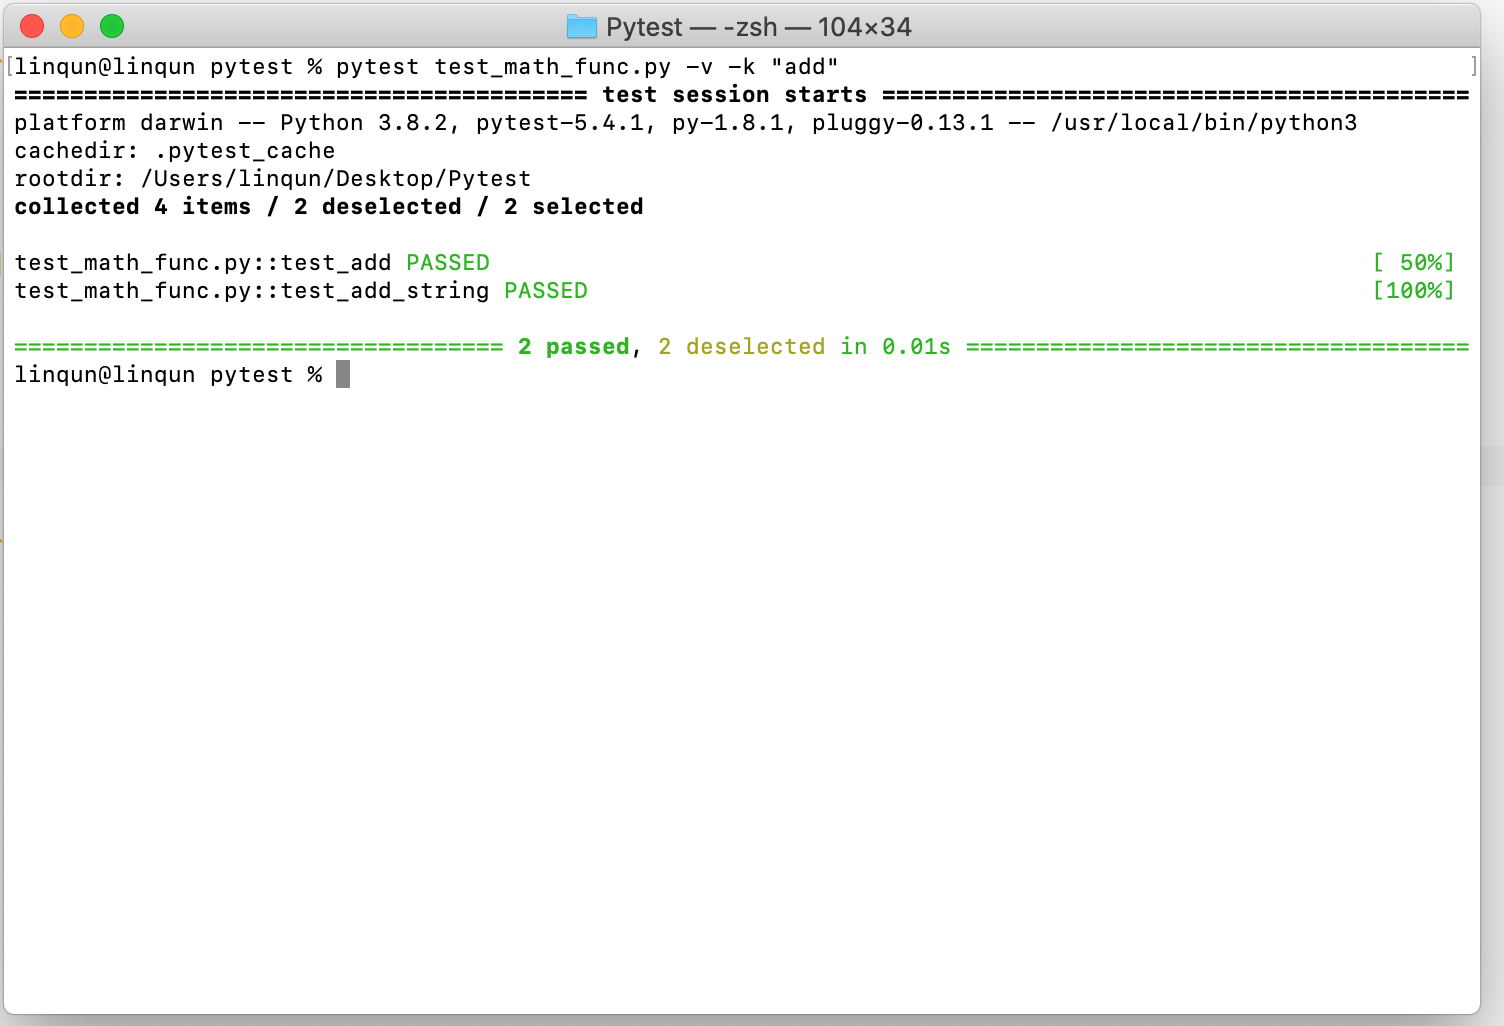 Pytest — -zsh — 104×34
[linqun@linqun pytest % pytest test_math_func.py -v -k "add" ]
========================================= test session starts ==========================================
platform darwin -- Python 3.8.2, pytest-5.4.1, py-1.8.1, pluggy-0.13.1 -- /usr/local/bin/python3
cachedir: .pytest_cache
rootdir: /Users/linqun/Desktop/Pytest
collected 4 items / 2 deselected / 2 selected
test_math_func.py::test_add PASSED [ 50%]
test_math_func.py::test_add_string PASSED [100%]
=================================== 2 passed, 2 deselected in 0.01s ====================================
linqun@linqun pytest %